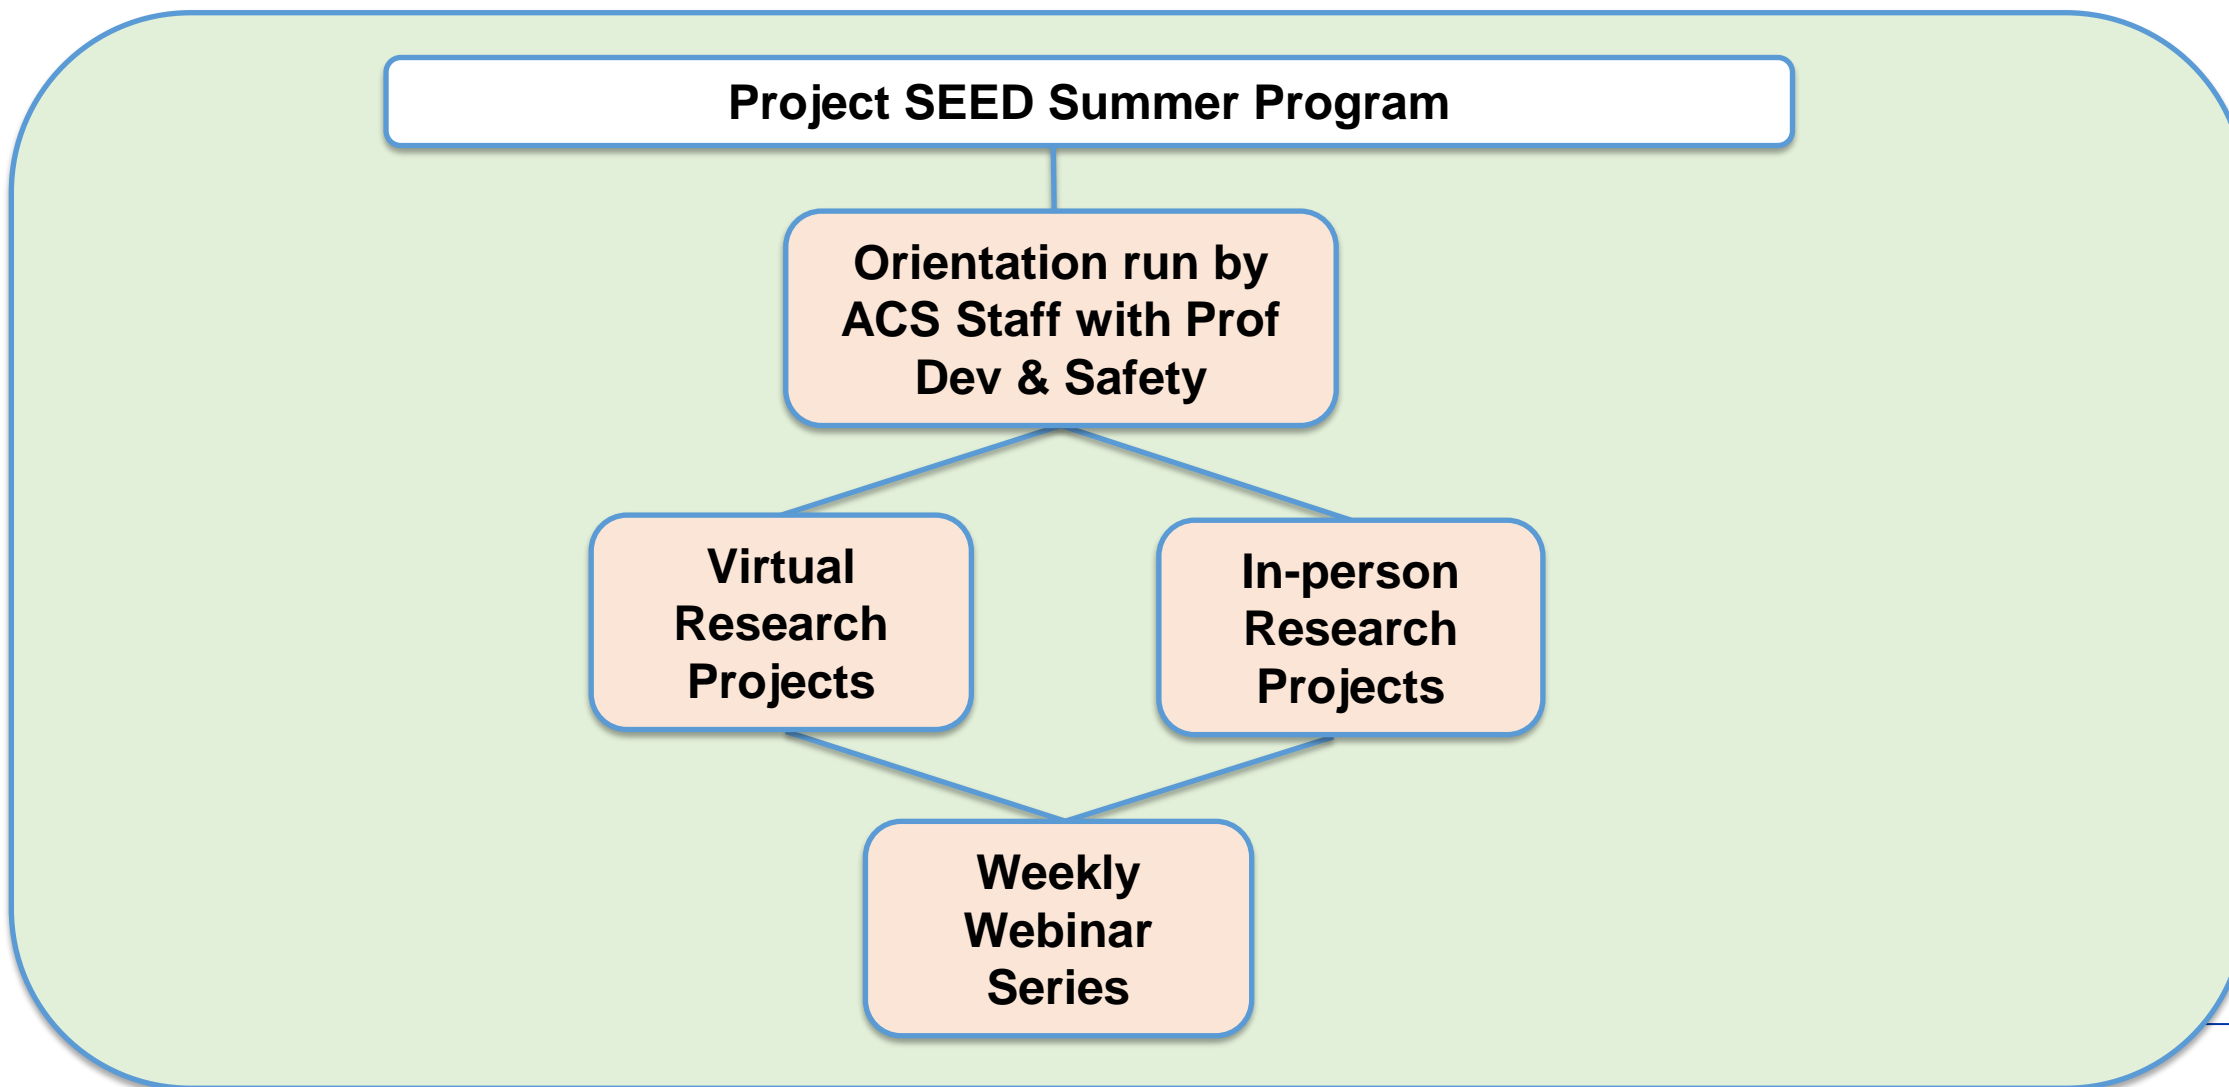 Project SEED Summer Program
Orientation run by
ACS Staff with Prof
Dev & Safety
Virtual
Research
Projects
In-person
Research
Projects
Weekly
Webinar
Series